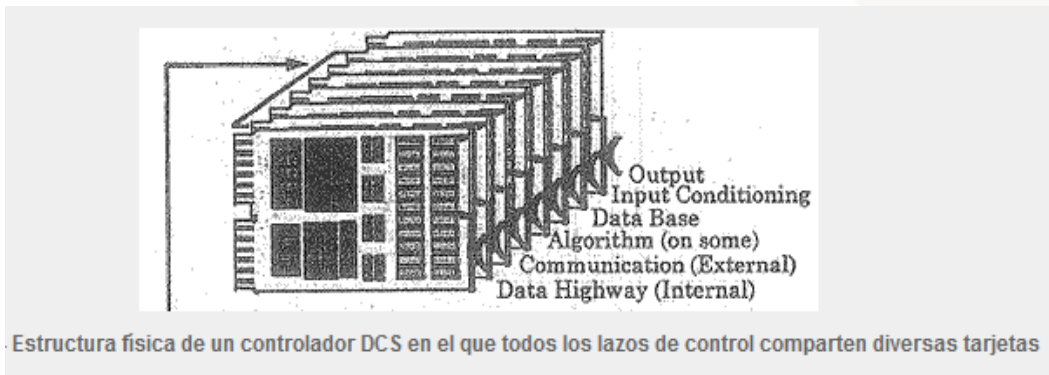 Output
Input Conditioning
Data Base
Algorithm (on some)
Communication (External)
Data Highway (Internal)
- Estructura física de un controlador DCS en el que todos los lazos de control comparten diversas tarjetas